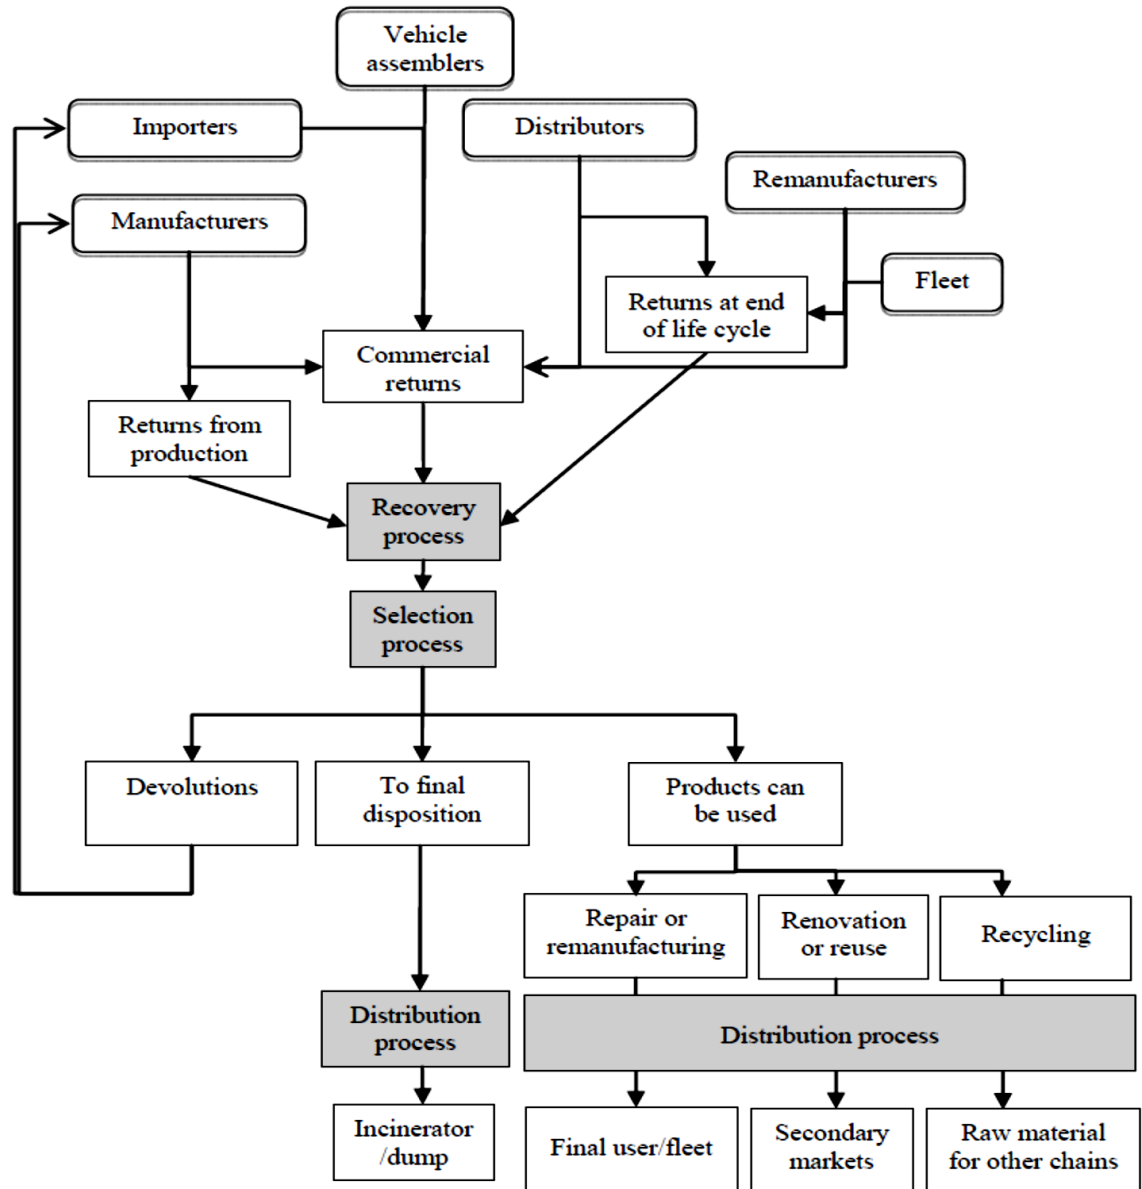 Vehicle
assemblers
Importers
Distributors
Remanufacturers
Manufacturers
Fleet
Returns at end
of life cycle
Commercial
returns
Returns from
production
Recovery
process
Selection
process
Devolutions
To final
disposition
Products can
be used
Repair or
remanufacturing
Renovation
or reuse
Recycling
Distribution
process
Distribution process
Incinerator
/dump
Final user/fleet
Secondary
markets
Raw material
for other chains